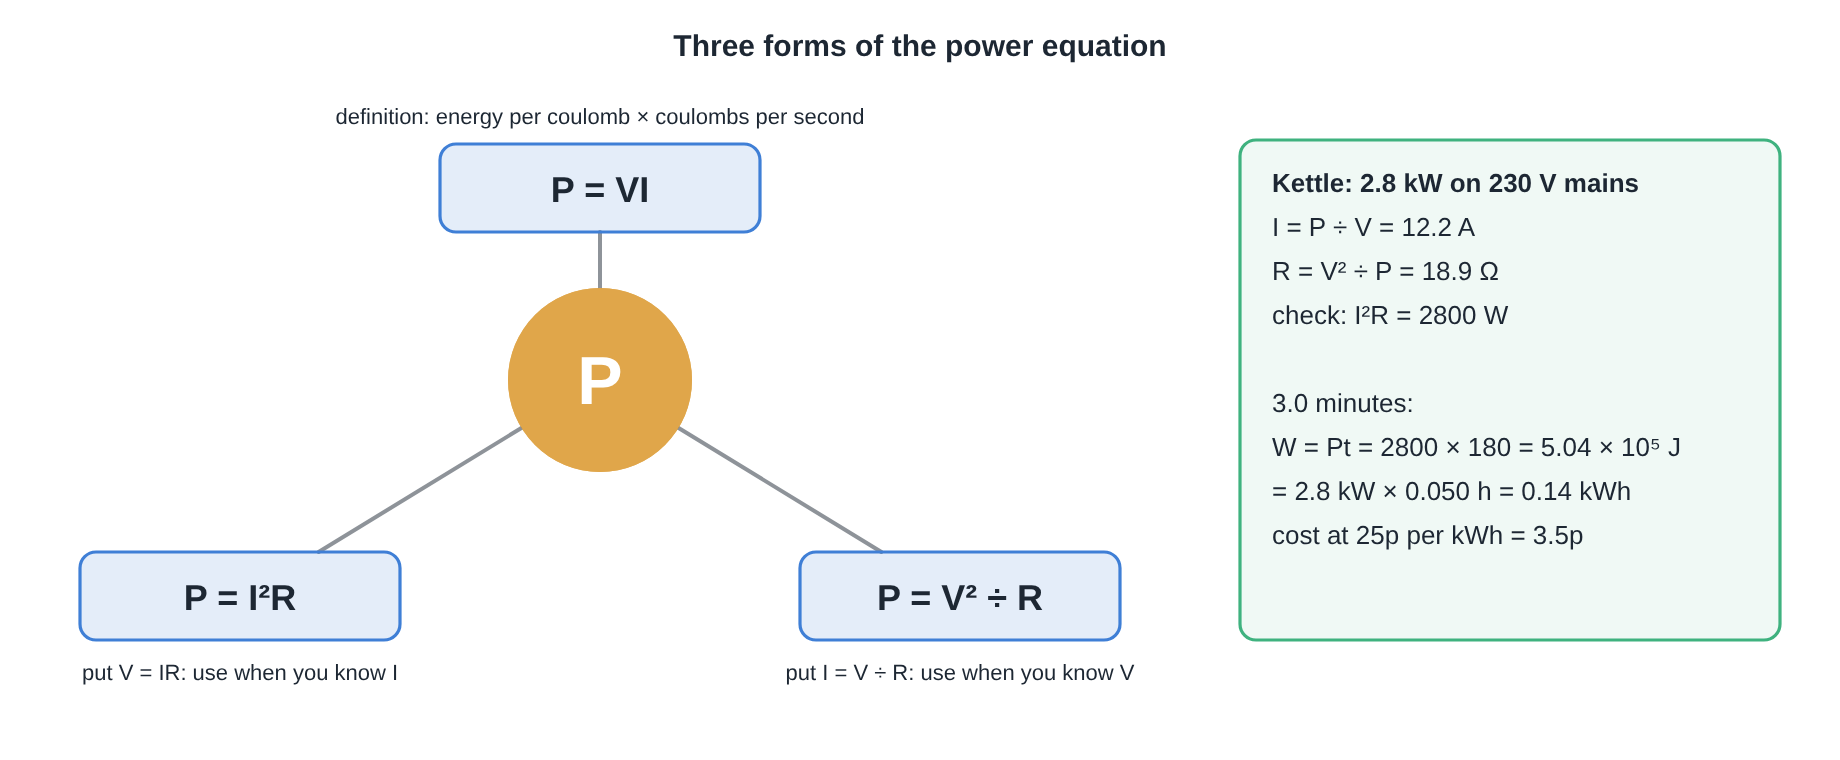 Three forms of the power equation
definition: energy per coulomb × coulombs per second
P = VI
P
P = I²R
put V = IR: use when you know I
P = V² ÷ R
put I = V ÷ R: use when you know V
Kettle: 2.8 kW on 230 V mains
I = P ÷ V = 12.2 A
R = V² ÷ P = 18.9 Ω
check: I²R = 2800 W
3.0 minutes:
W = Pt = 2800 × 180 = 5.04 × 10⁵ J
= 2.8 kW × 0.050 h = 0.14 kWh
cost at 25p per kWh = 3.5p